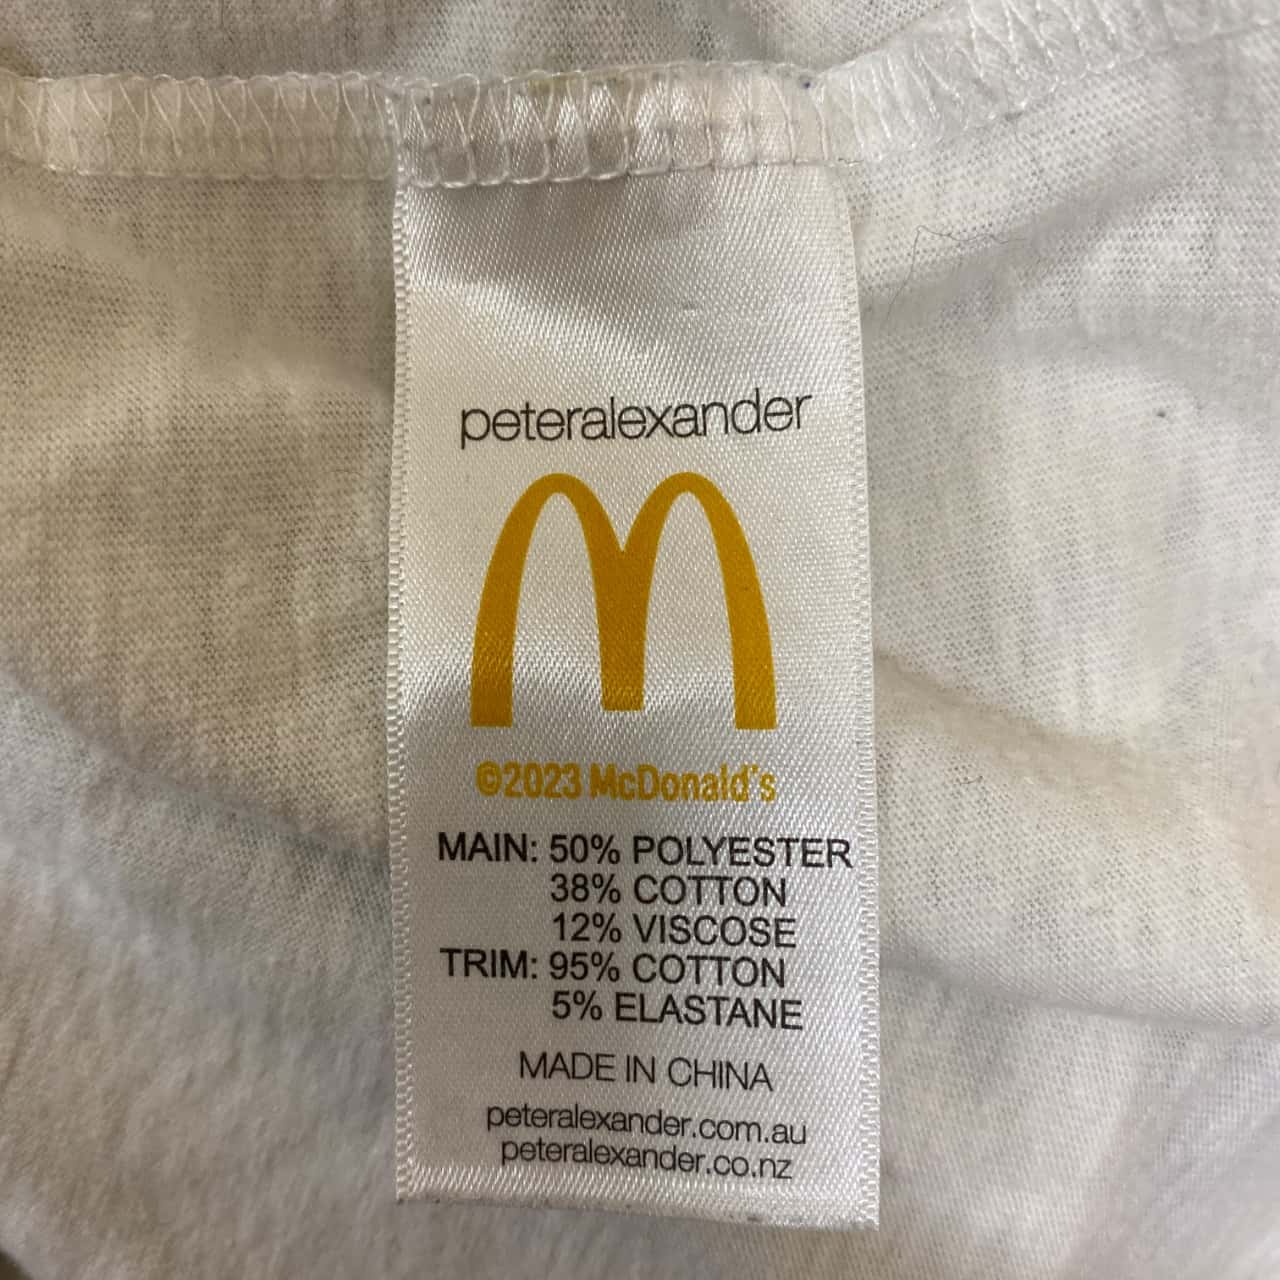 peteralexander
©2023 McDonald's
MAIN: 50% POLYESTER
38% COTTON
12% VISCOSE
TRIM: 95% COTTON
5% ELASTANE
MADE IN CHINA
peteralexander.com.au
peteralexander.co.nz